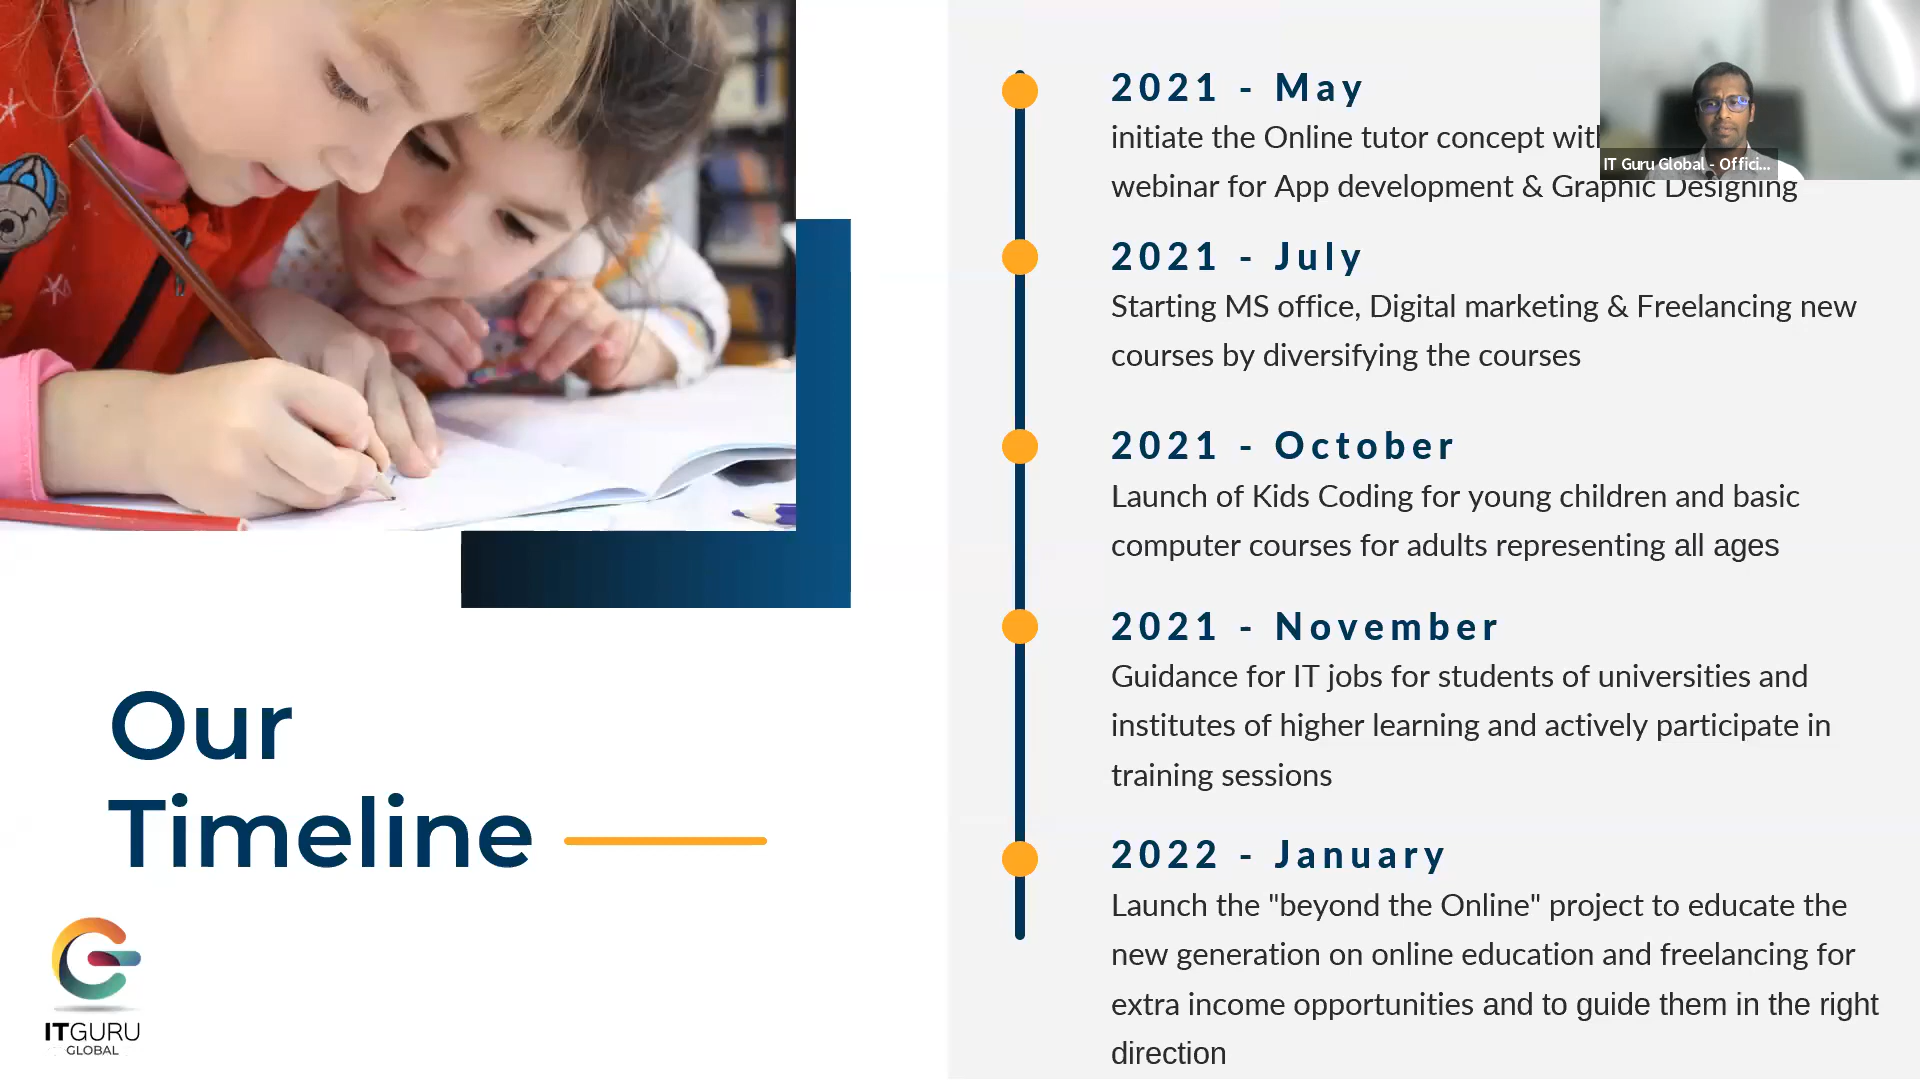 2021 - May
initiate the Online tutor concept
webinar for App development & Graphic Designing
2021 - July
Starting MS office, Digital marketing & Freelancing new
courses by diversifying the courses
2021 - October
Launch of Kids Coding for young children and basic
computer courses for adults representing all ages
2021 - November
Guidance for IT jobs for students of universities and
institutes of higher learning and actively participate in
training sessions
2022 - January
Launch the "beyond the Online" project to educate the
new generation on online education and freelancing for
extra income opportunities and to guide them in the right
direction
IT Guru Global - Offici...
Our
Timeline
ITGURU
GLOBAL